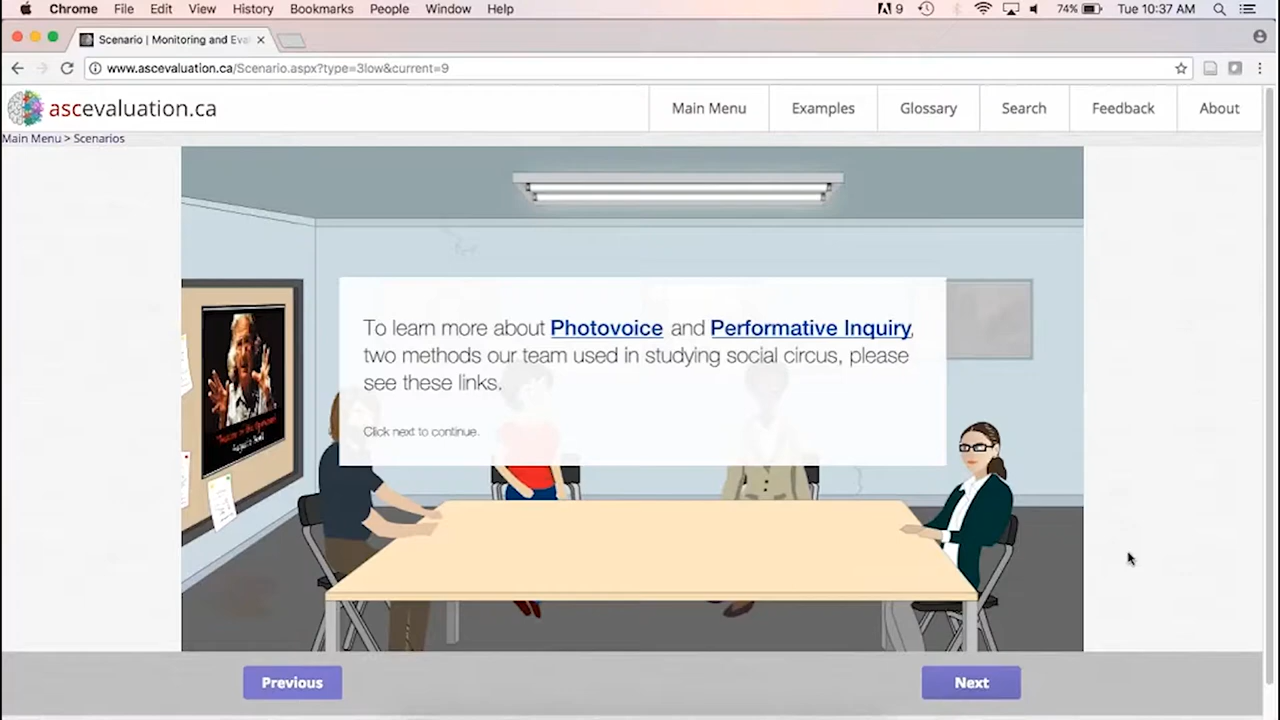 Chrome File Edit View History Bookmarks People Window Help 9 74% Tue 10:37 AM
Scenario | Monitoring and Eval
www.ascevaluation.ca/Scenario.aspx?type=3low&current=9
ascevaluation.ca Main Menu Examples Glossary Search Feedback About
Main Menu > Scenarios
To learn more about Photovoice and Performative Inquiry,
two methods our team used in studying social circus, please
see these links.
Click next to continue.
Previous Next